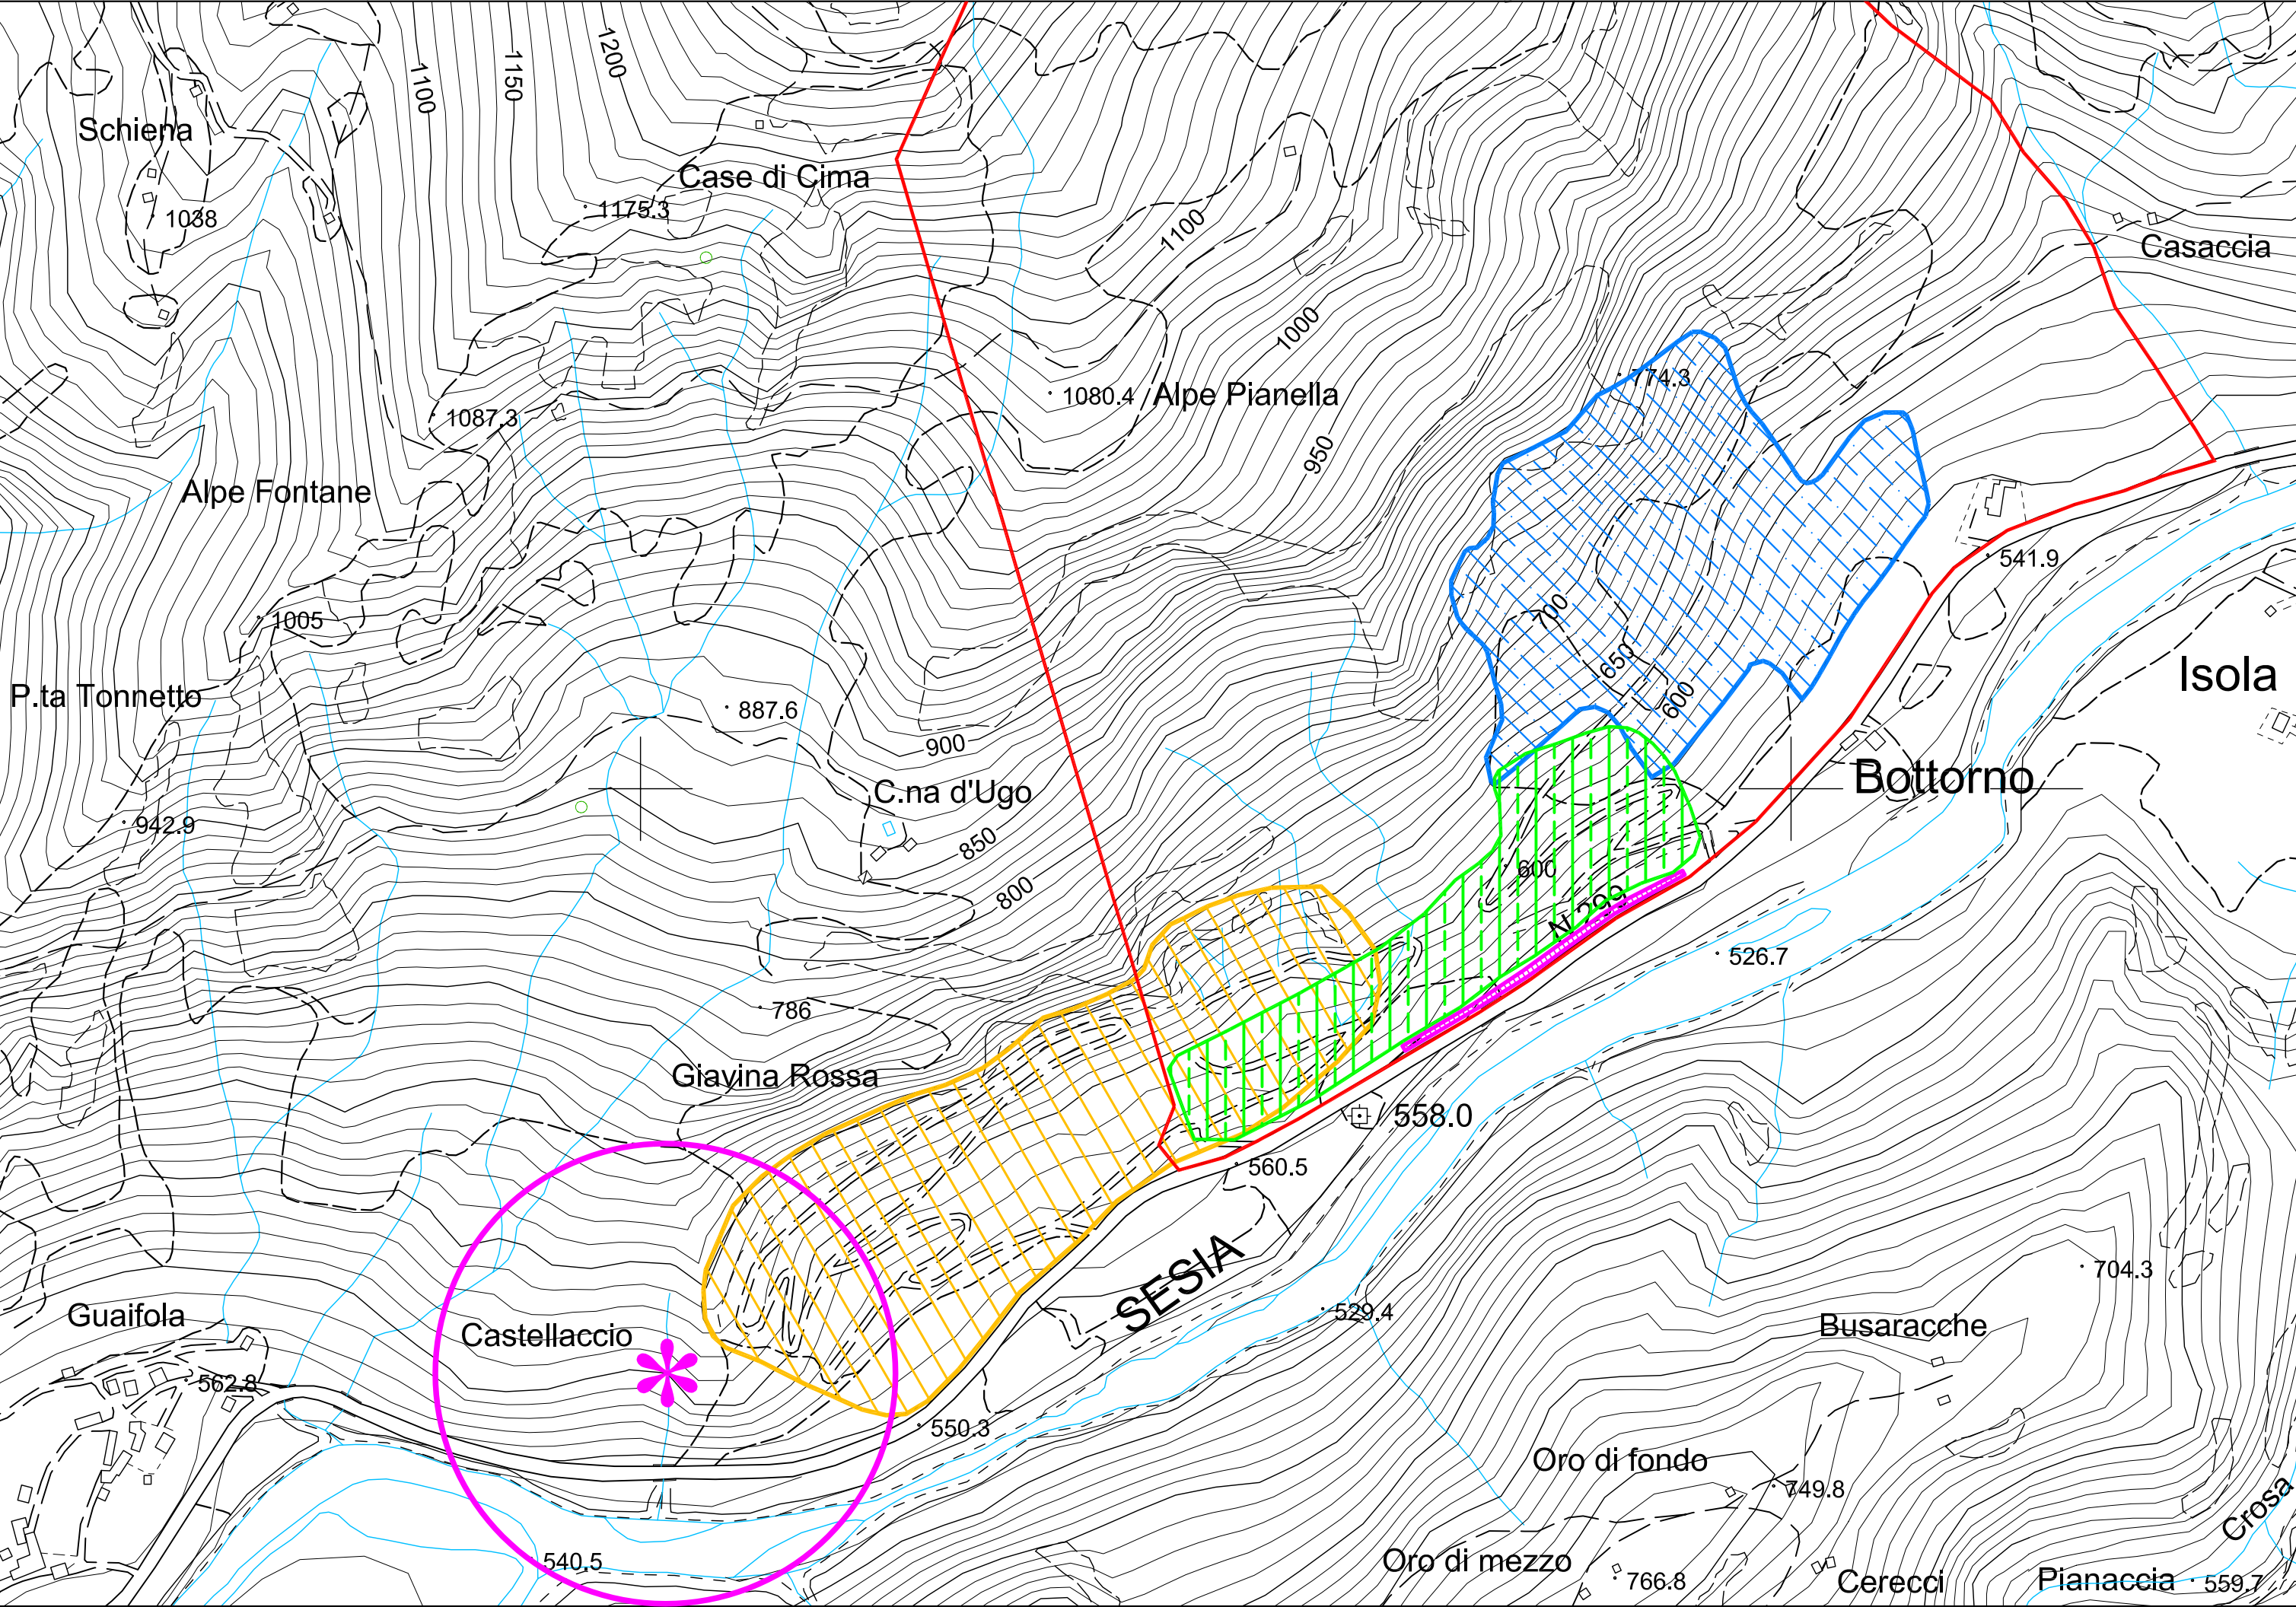 1200
1150
1100
Schiena
Case di Cima
1175.3
1038
1100
Casaccia
1000
774.3
1080.4
Alpe Pianella
1087.3
950
Alpe Fontane
541.9
700
1005
650
Isola
P.ta Tonnetto
600
887.6
900
Bottorno
C.na d'Ugo
942.9
850
600
800
N 299
526.7
786
Giavina Rossa
558.0
560.5
SESIA
704.3
529.4
Guaifola
Castellaccio
Busaracche
562.8
550.3
Oro di fondo
749.8
Crosa
540.5
Oro di mezzo
766.8
Cerecci
Pianaccia
559.7